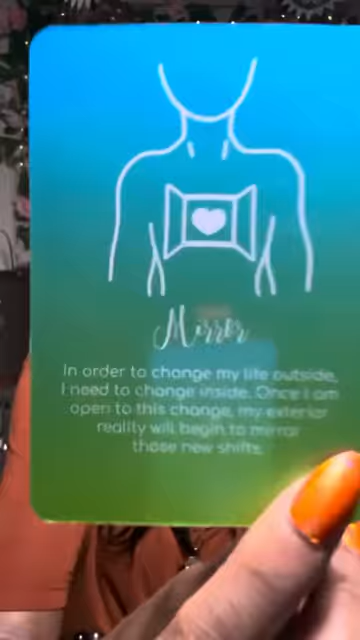 Mirror
In order to change my life outside,
I need to change inside. Once I am
open to this change, my exterior
reality will begin to mirror
those new shifts.